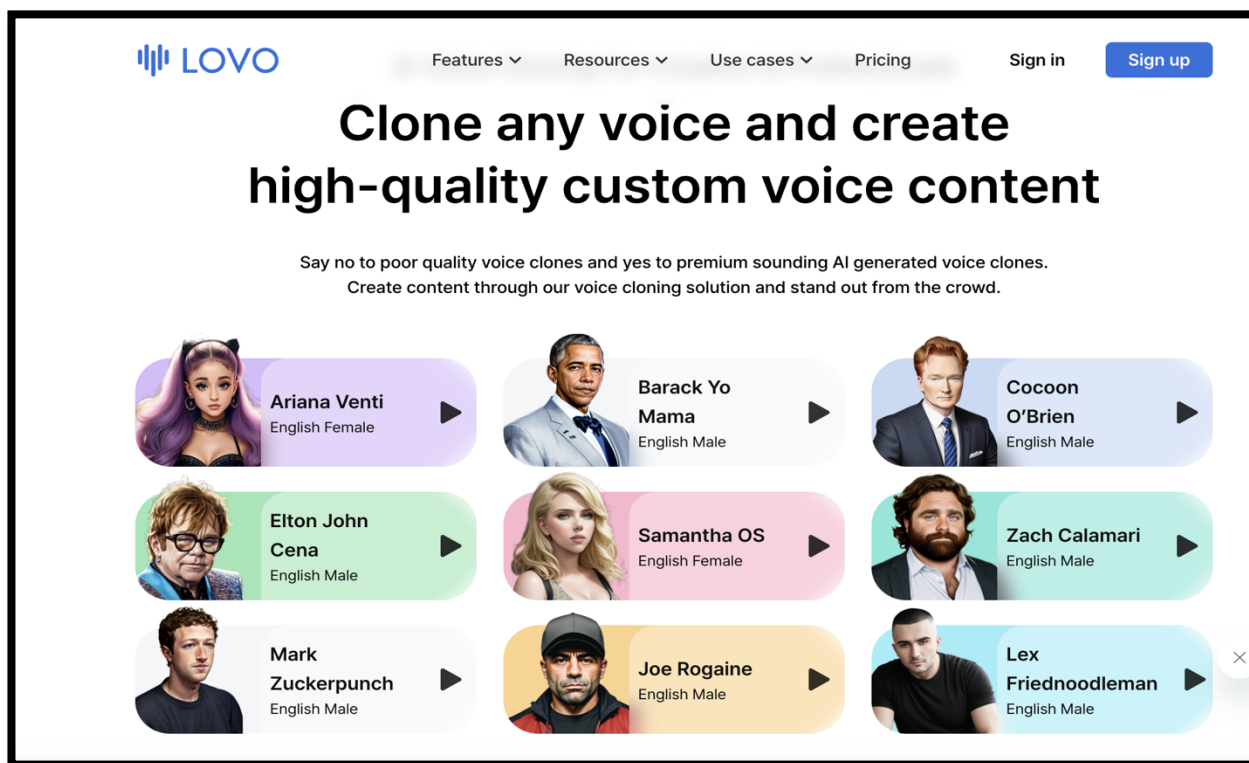 LOVO
Features
Resources
Use cases
Pricing
Sign in
Sign up
Clone any voice and create
high-quality custom voice content
Say no to poor quality voice clones and yes to premium sounding AI generated voice clones.
Create content through our voice cloning solution and stand out from the crowd.
Ariana Venti
English Female
Barack Yo
Mama
English Male
Cocoon
O’Brien
English Male
Elton John
Cena
English Male
Samantha OS
English Female
Zach Calamari
English Male
Mark
Zuckerpunch
English Male
Joe Rogaine
English Male
Lex
Friednoodleman
English Male